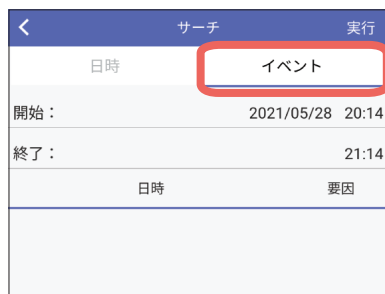 サーチ 実行
日時 イベント
開始： 2021/05/28 20:14
終了： 21:14
日時 要因